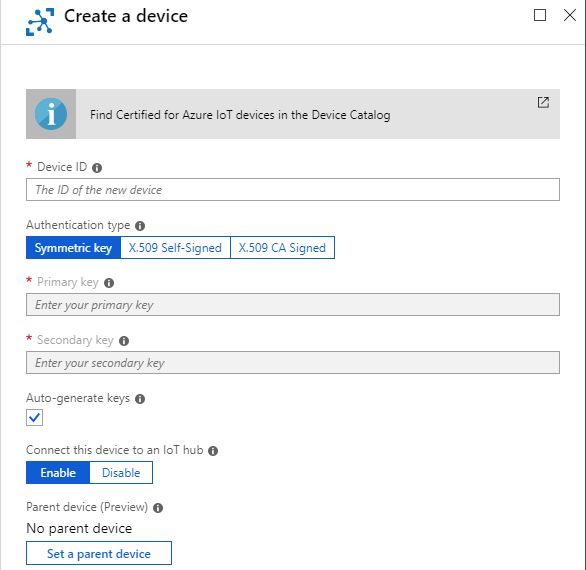 Create a device
Find Certified for Azure IoT devices in the Device Catalog
* Device ID
The ID of the new device
Authentication type
Symmetric key X.509 Self-Signed X.509 CA Signed
* Primary key
Enter your primary key
* Secondary key
Enter your secondary key
Auto-generate keys
Connect this device to an IoT hub
Enable Disable
Parent device (Preview)
No parent device
Set a parent device